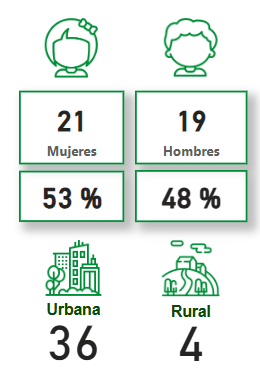 21 19
Mujeres Hombres
53 % 48 %
Urbana Rural
36 4